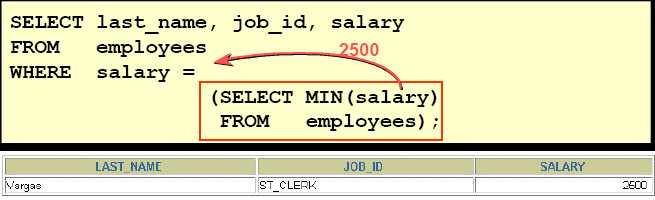 SELECT last_name, job_id, salary
FROM employees
2500
WHERE salary =
(SELECT MIN(salary)
FROM employees);
LAST_NAME JOB_ID SALARY
Vargas ST_CLERK 2500